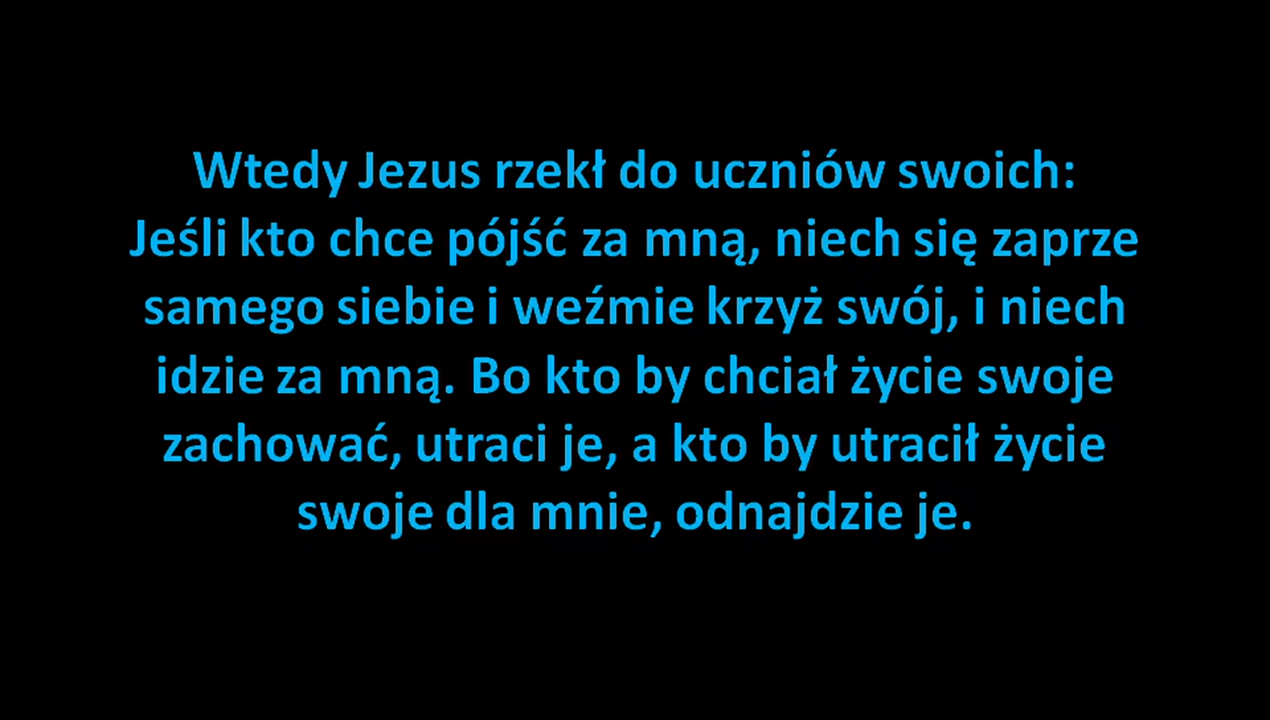 Wtedy Jezus rzekł do uczniów swoich:
Jeśli kto chce pójść za mną, niech się zaprze
samego siebie i weźmie krzyż swój, i niech
idzie za mną. Bo kto by chciał życie swoje
zachować, utraci je, a kto by utracił życie
swoje dla mnie, odnajdzie je.